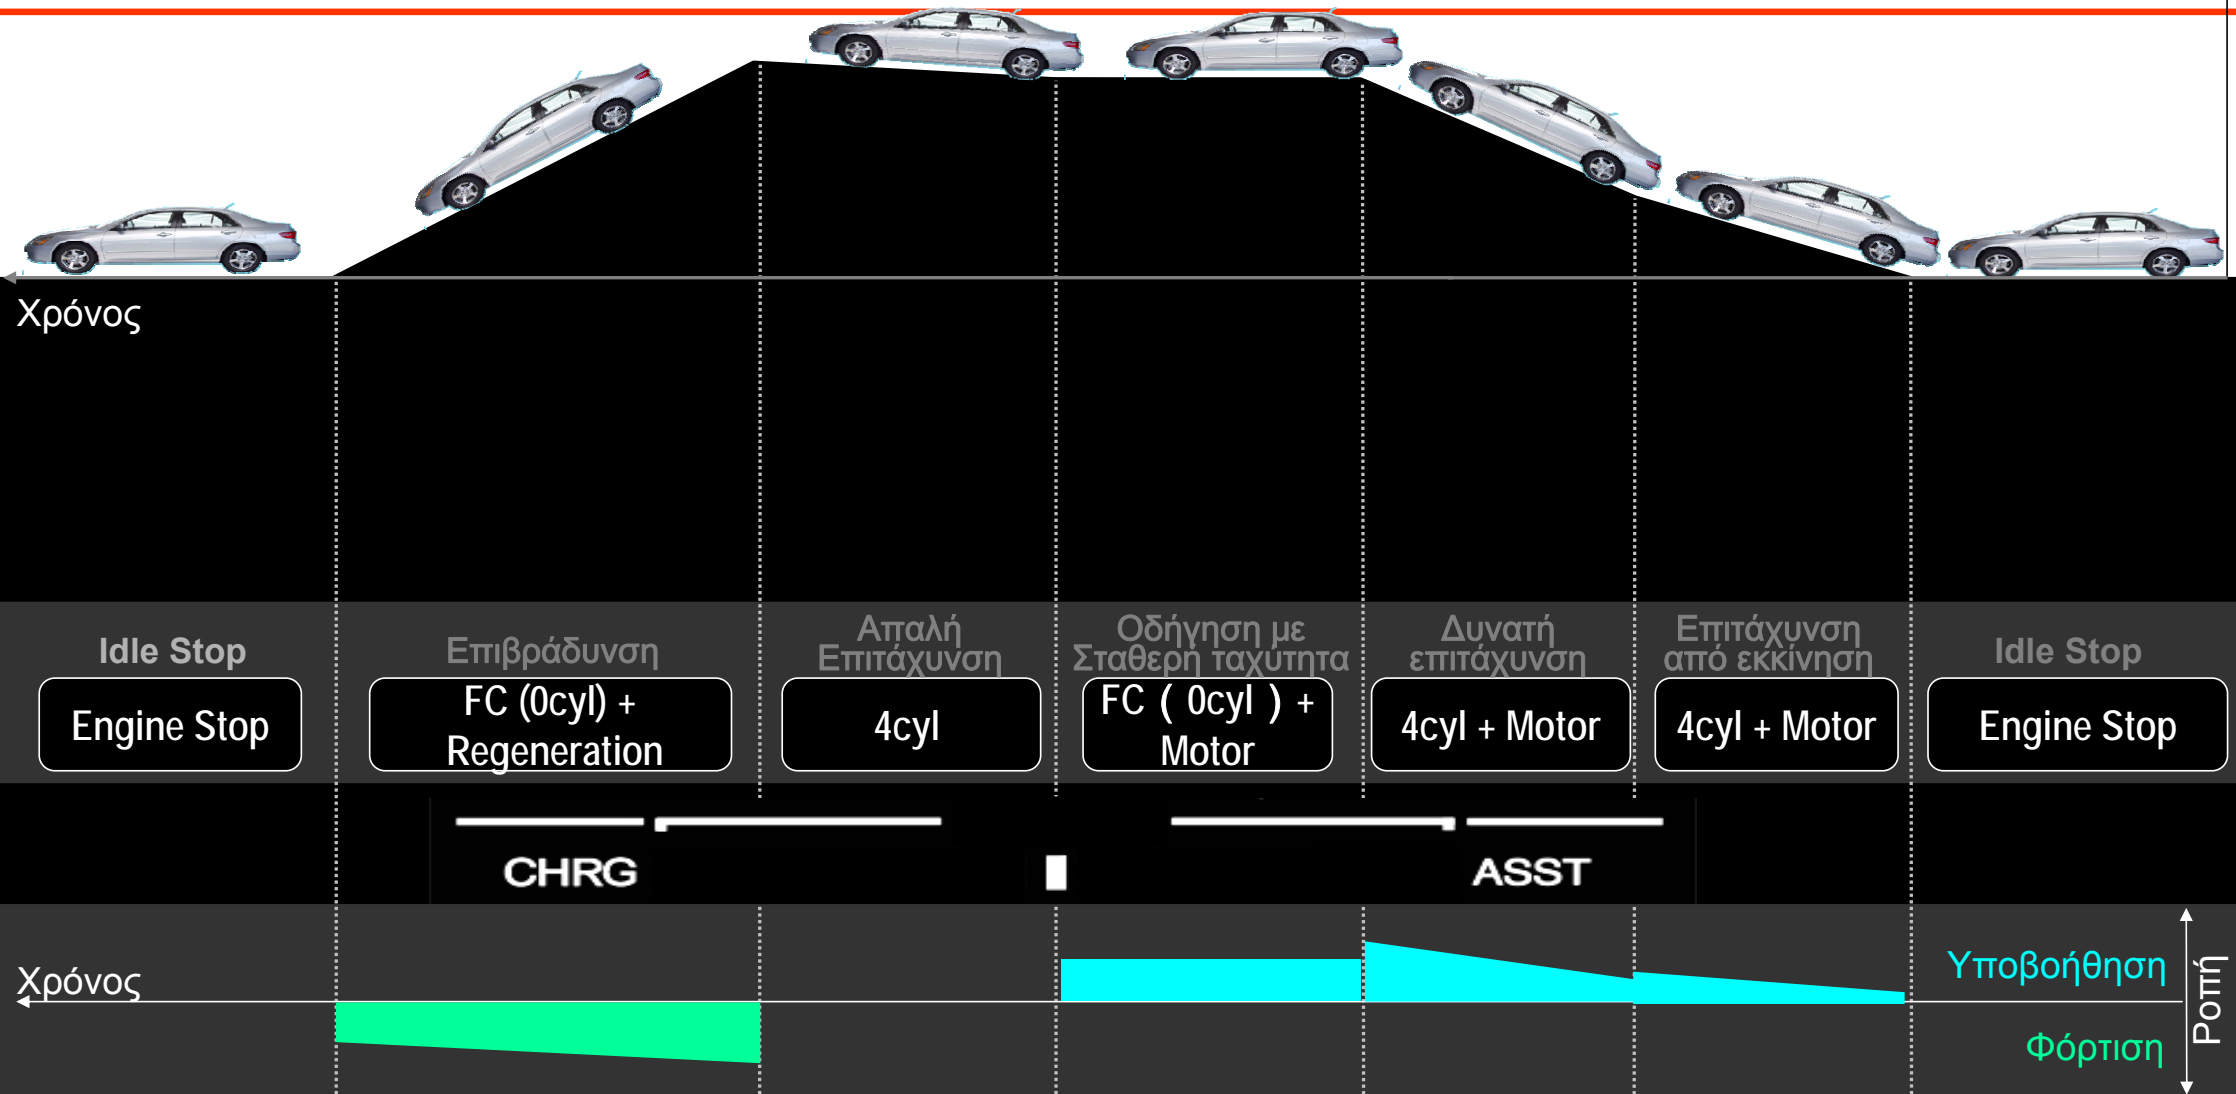 Χρόνος
Idle Stop
Engine Stop
Επιβράδυνση
FC (0cyl) +
Regeneration
Απαλή
Επιτάχυνση
4cyl
Οδήγηση με
Σταθερή ταχύτητα
FC ( 0cyl ) +
Motor
Δυνατή
επιτάχυνση
4cyl + Motor
Επιτάχυνση
από εκκίνηση
4cyl + Motor
Idle Stop
Engine Stop
CHRG
ASST
Χρόνος
Υποβοήθηση
Φόρτιση
Ροπή